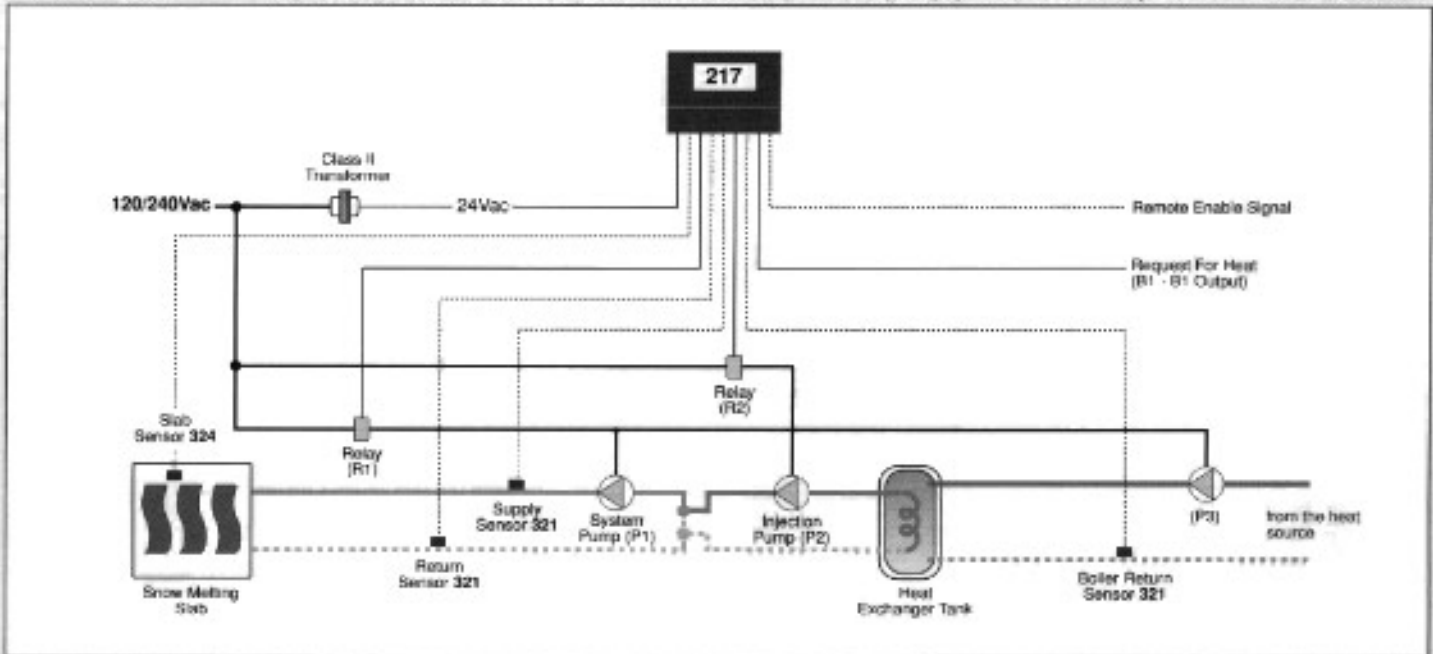 217
Class II
Transformer
120/240Vac
24Vac
Remote Enable Signal
Request For Heat
(B1 - B1 Output)
Relay
(R2)
Slab
Sensor 324
Relay
(R1)
Supply
Sensor 321
System
Pump (P1)
Injection
Pump (P2)
(P3)
from the heat
source
Return
Sensor 321
Snow Melting
Slab
Heat
Exchanger Tank
Boiler Return
Sensor 321